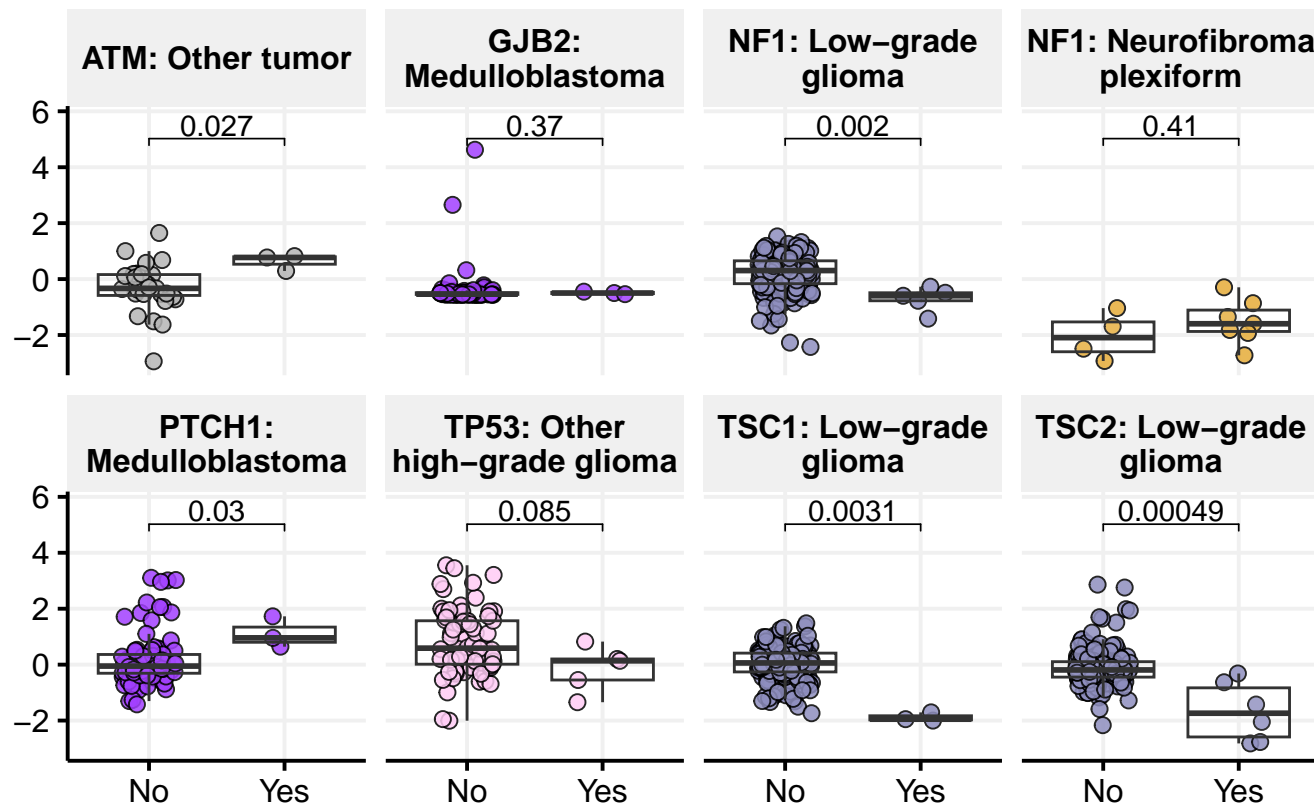 ATM: Other tumor
GJB2:
Medulloblastoma
NF1: Low−grade
glioma
NF1: Neurofibroma
plexiform
6
4
2
0
−2
0.027
0.37
0.002
0.41
PTCH1:
Medulloblastoma
TP53: Other
high−grade glioma
TSC1: Low−grade
glioma
TSC2: Low−grade
glioma
6
4
2
0
−2
0.03
0.085
0.0031
0.00049
No
Yes
No
Yes
No
Yes
No
Yes